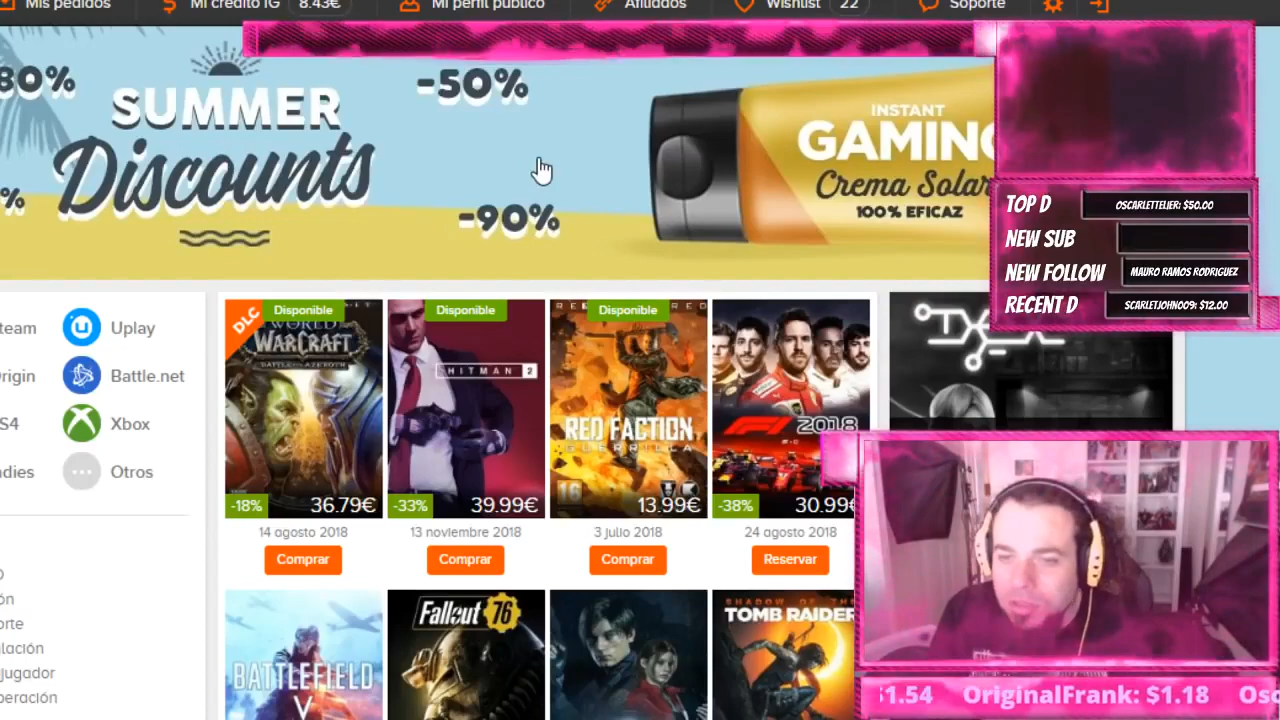 Mis pedidos
Mi crédito IG
8.43€
Mi perfil público
Afiliados
Wishlist
22
Soporte
80%
SUMMER
Discounts
-50%
-90%
%
INSTANT
GAMING
Crema Solar
100% EFICAZ
TOP D
OSCARLETTELIER: $50.00
NEW SUB
NEW FOLLOW
MAURO RAMOS RODRIGUEZ
RECENT D
SCARLETJOHN009: $12.00
team
Uplay
rigin
Battle.net
S4
Xbox
ndies
Otros
DLC
Disponible
WORLD
WARCRAFT
BATTLE FOR AZEROTH
-18%
36.79€
14 agosto 2018
Comprar
Disponible
HITMAN 2
-33%
39.99€
13 noviembre 2018
Comprar
Disponible
RED FACTION
GUERRILLA
16
13.99€
3 julio 2018
Comprar
F1 2018
-38%
30.99€
24 agosto 2018
Reservar
BATTLEFIELD
V
Fallout 76
SHADOW OF THE
TOMB RAIDER
ón
orte
ulación
jugador
peración
$1.54
OriginalFrank: $1.18
Osc